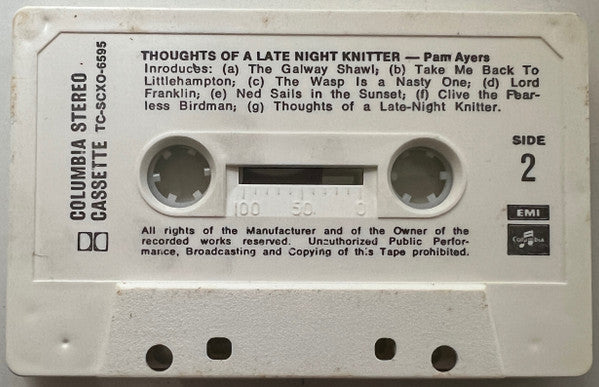 THOUGHTS OF A LATE NIGHT KNITTER — Pam Ayers
Inroduces: (a) The Galway Shawl; (b) Take Me Back To
Littlehampton; (c) The Wasp Is a Nasty One; (d) Lord
Franklin; (e) Ned Sails in the Sunset; (f) Clive the Fear-
less Birdman; (g) Thoughts of a Late-Night Knitter.
COLUMBIA STEREO
CASSETTE TC-SCXO-6595
SIDE
2
100 50 0
EMI
Columbia
All rights of the Manufacturer and of the Owner of the
recorded works reserved. Unauthorized Public Perfor-
mance, Broadcasting and Copying of this Tape prohibited.